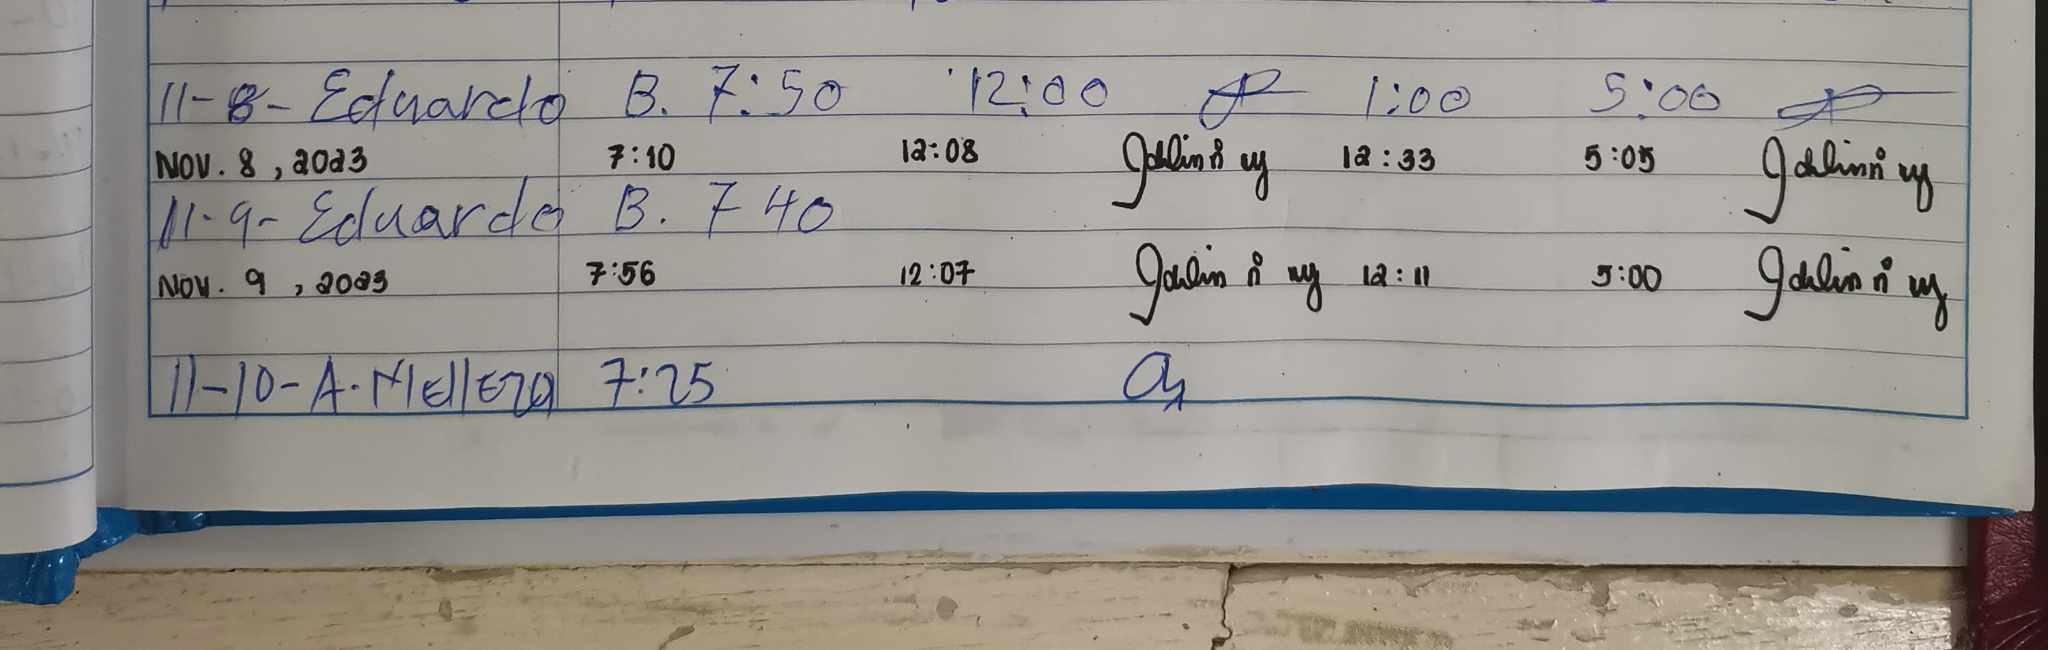 11-8- Eduardo B. 7:50 12:00 1:00 5:00
Nov. 8, 2023 7:10 12:08 12:33 5:05
11-9- Eduardo B. 7 40
Nov. 9, 2023 7:56 12:07 12:11 5:00
11-10-A. MEllEza 7:25